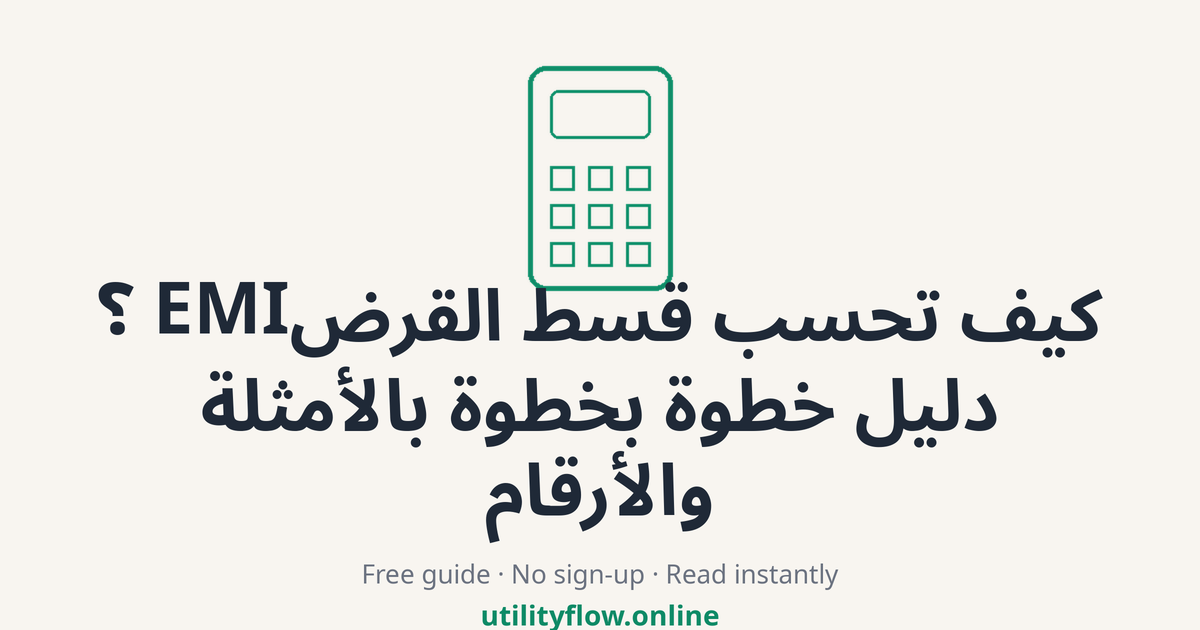 كيف تحسب قسط القرضEMI ؟
دليل خطوة بخطوة بالأمثلة
والأرقام
Free guide · No sign-up · Read instantly
utilityflow.online